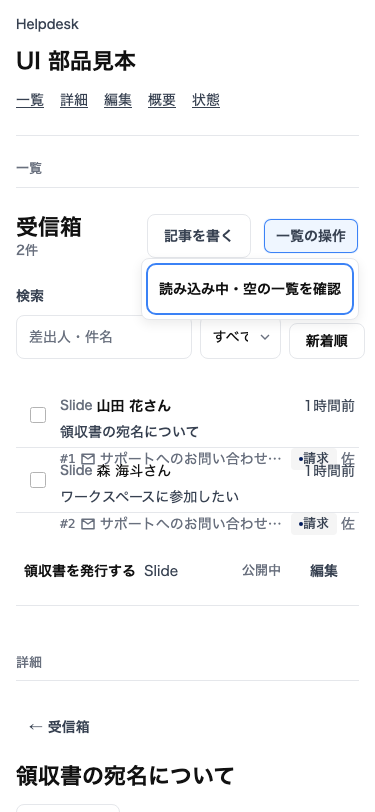 Helpdesk
UI 部品見本
一覧 詳細 編集 概要 状態
一覧
受信箱
2件
記事を書く
一覧の操作
読み込み中・空の一覧を確認
検索
差出人・件名
すべて
新着順
Slide 山田 花さん 1時間前
領収書の宛名について
#1 サポートへのお問い合わせ… •請求 佐
Slide 森 海斗さん 1時間前
ワークスペースに参加したい
#2 サポートへのお問い合わせ… •請求 佐
領収書を発行する Slide 公開中 編集
詳細
← 受信箱
領収書の宛名について